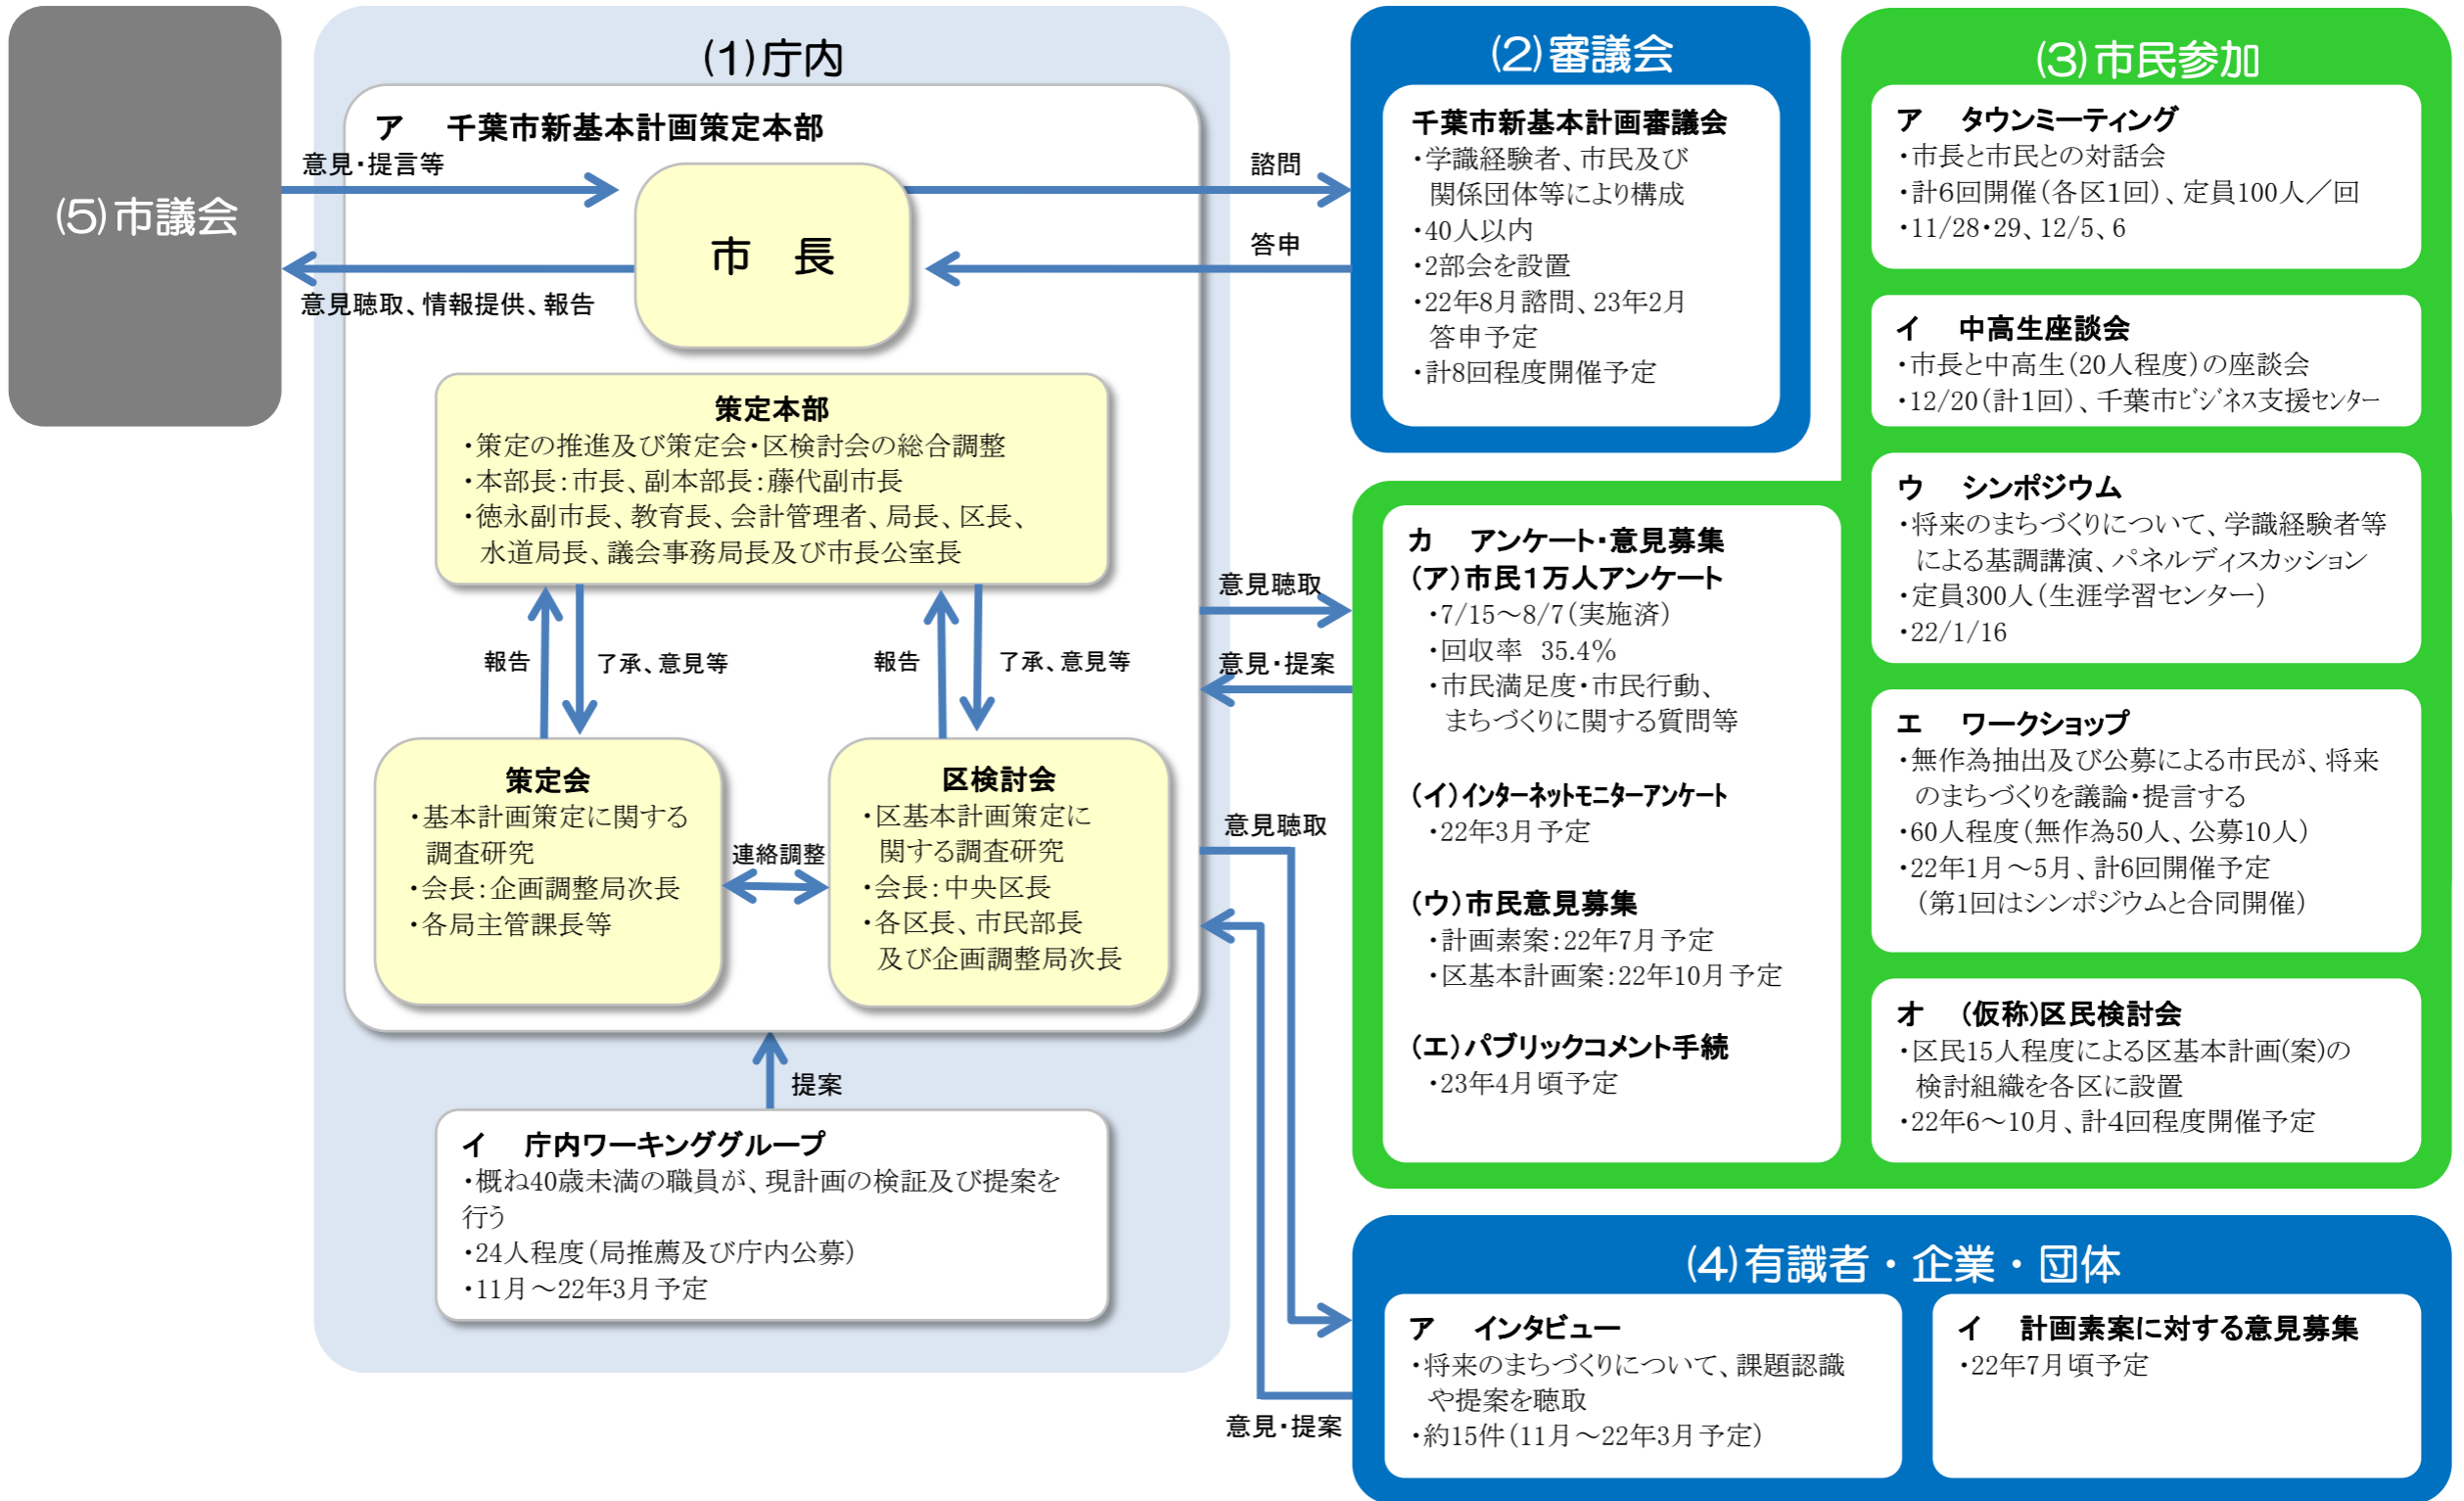 (5)市議会
(1)庁内
ア　千葉市新基本計画策定本部
意見・提言等
意見聴取、情報提供、報告
市　長
諮問
答申
策定本部
・策定の推進及び策定会・区検討会の総合調整
・本部長：市長、副本部長：藤代副市長
・徳永副市長、教育長、会計管理者、局長、区長、
水道局長、議会事務局長及び市長公室長
報告
了承、意見等
報告
了承、意見等
策定会
・基本計画策定に関する
調査研究
・会長：企画調整局次長
・各局主管課長等
連絡調整
区検討会
・区基本計画策定に
関する調査研究
・会長：中央区長
・各区長、市民部長
及び企画調整局次長
提案
イ　庁内ワーキンググループ
・概ね40歳未満の職員が、現計画の検証及び提案を
行う
・24人程度（局推薦及び庁内公募）
・11月～22年3月予定
(2)審議会
千葉市新基本計画審議会
・学識経験者、市民及び
関係団体等により構成
・40人以内
・2部会を設置
・22年8月諮問、23年2月
答申予定
・計8回程度開催予定
意見聴取
意見・提案
意見聴取
意見・提案
(3)市民参加
ア　タウンミーティング
・市長と市民との対話会
・計６回開催（各区１回）、定員100人／回
・11/28・29、12/5、6
イ　中高生座談会
・市長と中高生（20人程度）の座談会
・12/20（計１回）、千葉市ﾋﾞｼﾞﾈｽ支援ｾﾝﾀｰ
ウ　シンポジウム
・将来のまちづくりについて、学識経験者等
による基調講演、パネルディスカッション
・定員300人（生涯学習センター）
・22/1/16
エ　ワークショップ
・無作為抽出及び公募による市民が、将来
のまちづくりを議論・提言する
・60人程度（無作為50人、公募10人）
・22年1月～5月、計6回開催予定
（第1回はシンポジウムと合同開催）
オ　(仮称)区民検討会
・区民15人程度による区基本計画(案)の
検討組織を各区に設置
・22年6～10月、計４回程度開催予定
カ　アンケート・意見募集
（ア）市民１万人アンケート
・7/15～8/7（実施済）
・回収率　35.4％
・市民満足度・市民行動、
まちづくりに関する質問等
（イ）インターネットモニターアンケート
・22年3月予定
（ウ）市民意見募集
・計画素案：22年7月予定
・区基本計画案：22年10月予定
（エ）パブリックコメント手続
・23年4月頃予定
(4)有識者・企業・団体
ア　インタビュー
・将来のまちづくりについて、課題認識
や提案を聴取
・約15件（11月～22年3月予定）
イ　計画素案に対する意見募集
・22年7月頃予定